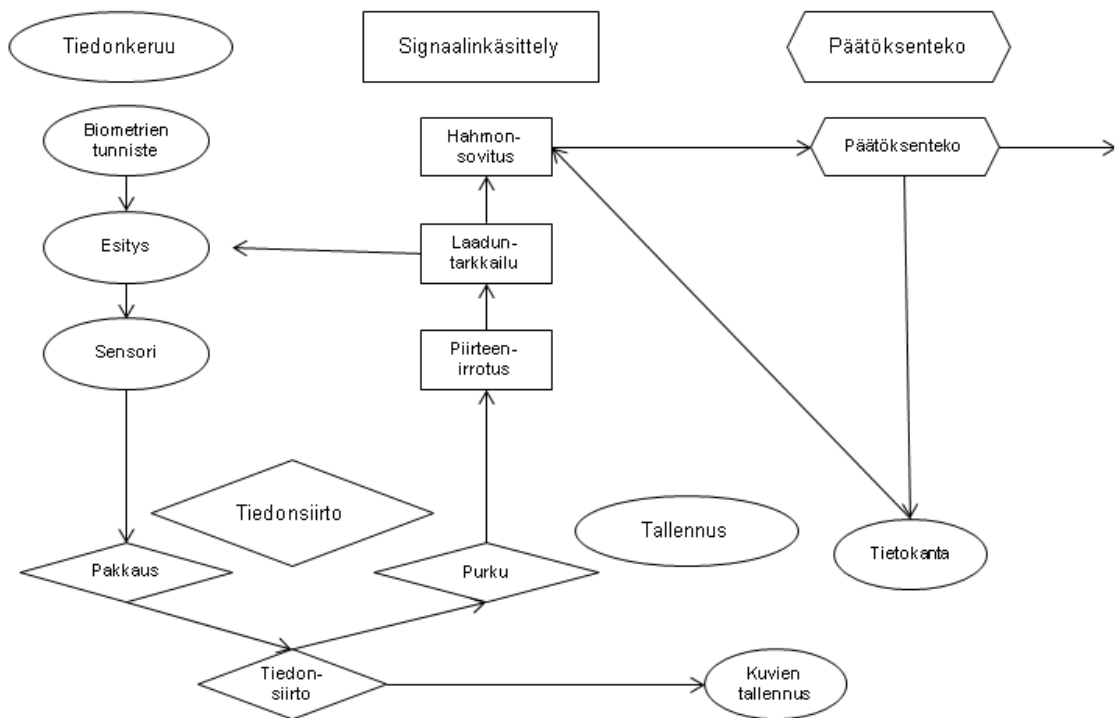 Tiedonkeruu
Signaalinkäsittely
Päätöksenteko
Biometrien
tunniste
Hahmon-
sovitus
Päätöksenteko
Esitys
Laadun-
tarkkailu
Sensori
Piirteen-
irrotus
Tiedonsiirto
Tallennus
Pakkaus
Purku
Tietokanta
Tiedon-
siirto
Kuvien
tallennus